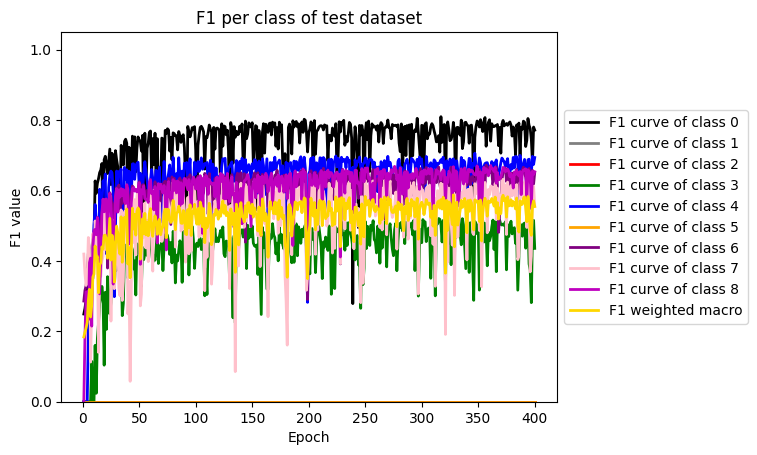 F1 per class of test dataset
F1 value
1.0
0.8
0.6
0.4
0.2
0.0
0
50
100
150
200
250
300
350
400
Epoch
F1 curve of class 0
F1 curve of class 1
F1 curve of class 2
F1 curve of class 3
F1 curve of class 4
F1 curve of class 5
F1 curve of class 6
F1 curve of class 7
F1 curve of class 8
F1 weighted macro